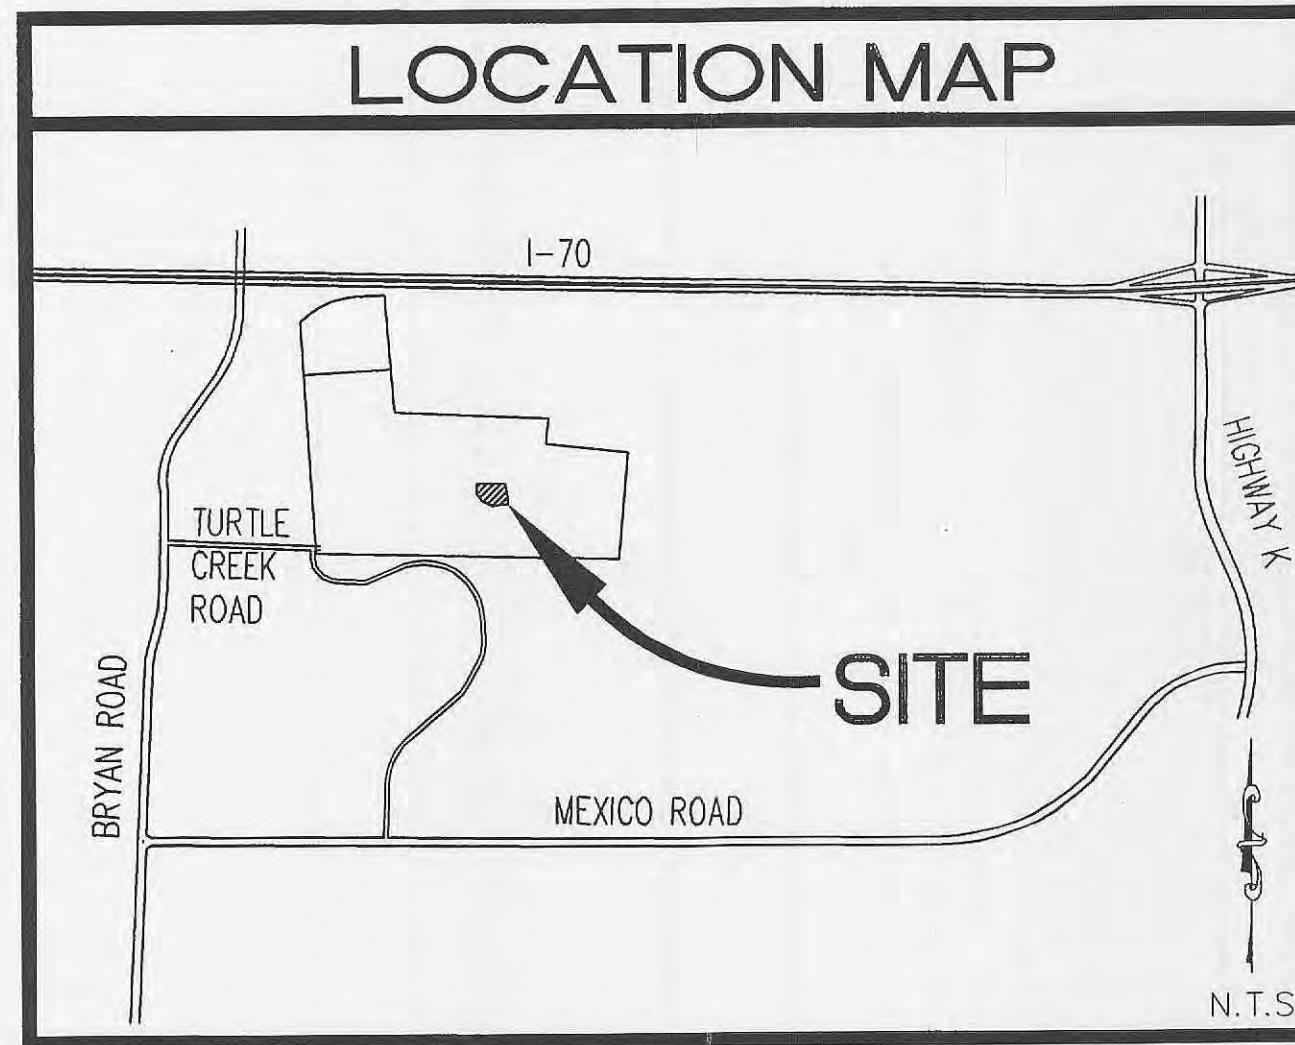 LOCATION MAP
I-70
HIGHWAY K
TURTLE
CREEK
ROAD
BRYAN ROAD
SITE
MEXICO ROAD
N.T.S